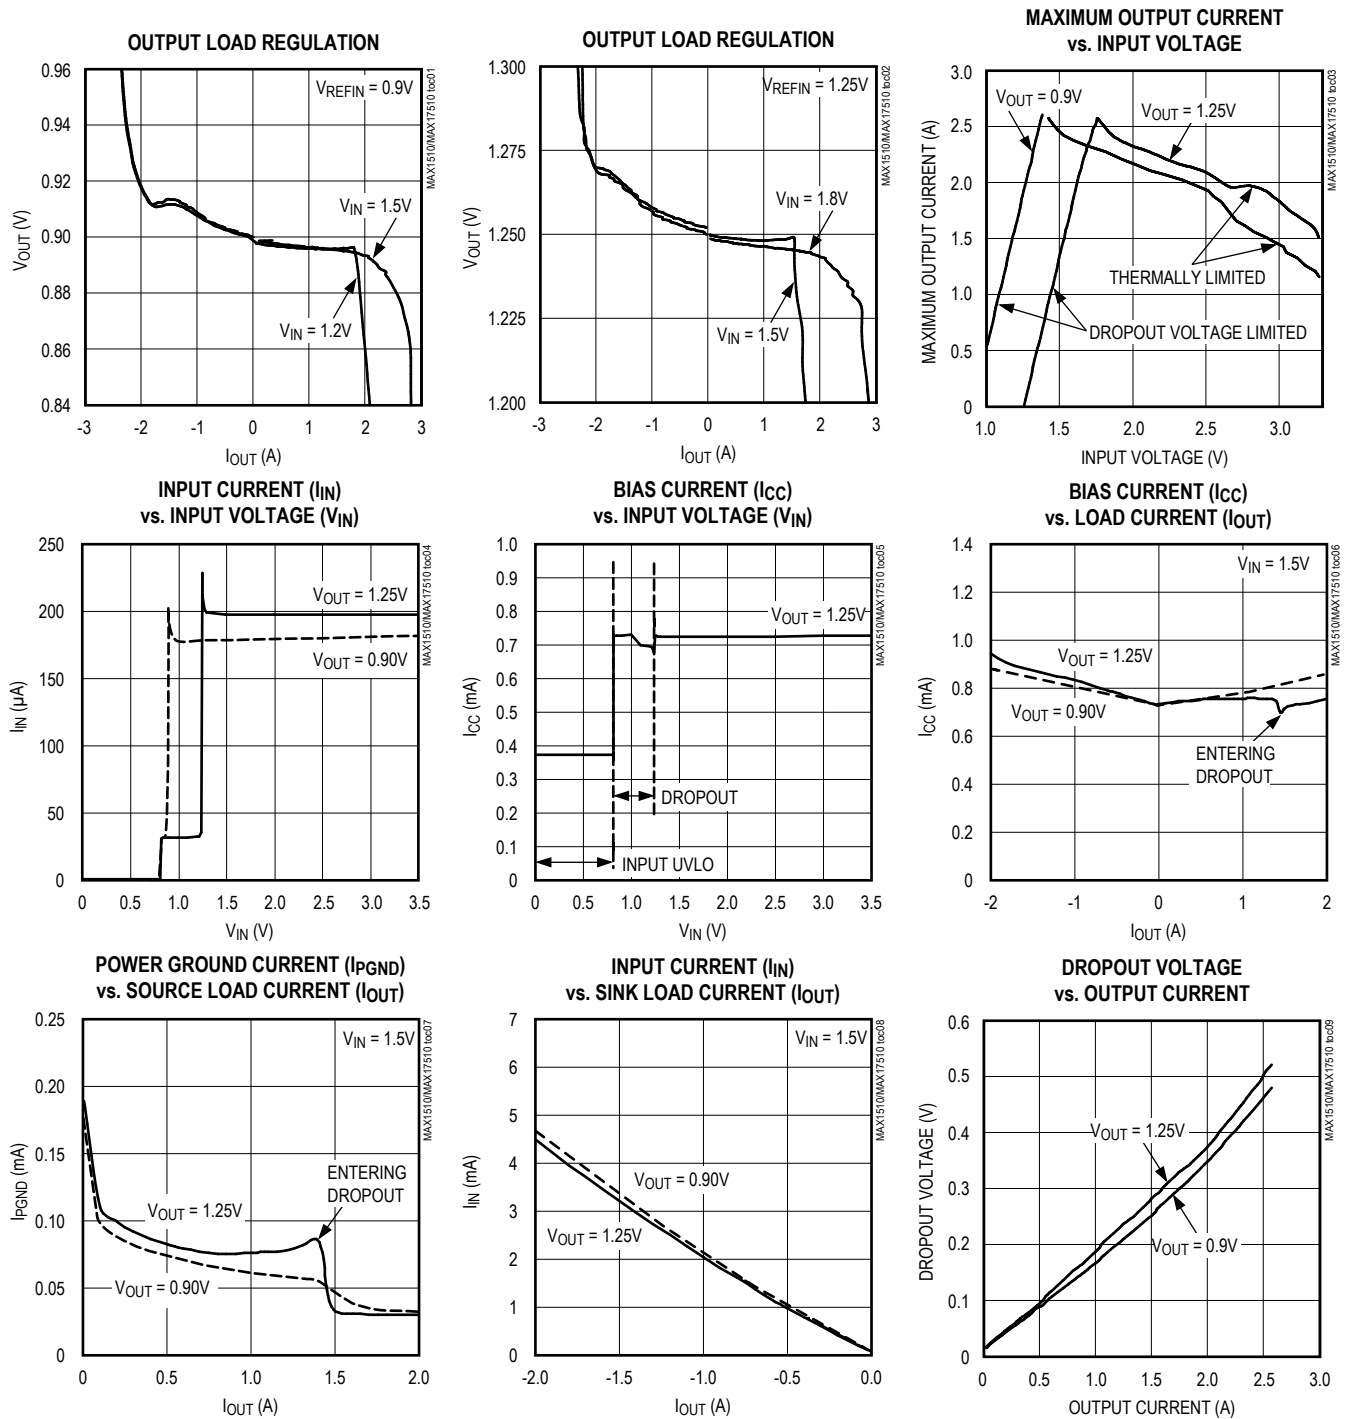 OUTPUT LOAD REGULATION
0.96
0.94
0.92
0.90
0.88
0.86
0.84
VOUT (V)
-3 -2 -1 0 1 2 3
IOUT (A)
VREFIN = 0.9V
VIN = 1.5V
VIN = 1.2V
MAX1510/MAX17510 toc01
OUTPUT LOAD REGULATION
1.300
1.275
1.250
1.225
1.200
VOUT (V)
-3 -2 -1 0 1 2 3
IOUT (A)
VREFIN = 1.25V
VIN = 1.8V
VIN = 1.5V
MAX1510/MAX17510 toc02
MAXIMUM OUTPUT CURRENT
vs. INPUT VOLTAGE
3.0
2.5
2.0
1.5
1.0
0.5
0
MAXIMUM OUTPUT CURRENT (A)
1.0 1.5 2.0 2.5 3.0
INPUT VOLTAGE (V)
VOUT = 0.9V
VOUT = 1.25V
THERMALLY LIMITED
DROPOUT VOLTAGE LIMITED
MAX1510/MAX17510 toc03
INPUT CURRENT (IIN)
vs. INPUT VOLTAGE (VIN)
250
200
150
100
50
0
IIN (µA)
0 0.5 1.0 1.5 2.0 2.5 3.0 3.5
VIN (V)
VOUT = 1.25V
VOUT = 0.90V
MAX1510/MAX17510 toc04
BIAS CURRENT (ICC)
vs. INPUT VOLTAGE (VIN)
1.0
0.9
0.8
0.7
0.6
0.5
0.4
0.3
0.2
0.1
0
ICC (mA)
0 0.5 1.0 1.5 2.0 2.5 3.0 3.5
VIN (V)
VOUT = 1.25V
DROPOUT
INPUT UVLO
MAX1510/MAX17510 toc05
BIAS CURRENT (ICC)
vs. LOAD CURRENT (IOUT)
1.4
1.2
1.0
0.8
0.6
0.4
0.2
0
ICC (mA)
-2 -1 0 1 2
IOUT (A)
VIN = 1.5V
VOUT = 1.25V
VOUT = 0.90V
ENTERING
DROPOUT
MAX1510/MAX17510 toc06
POWER GROUND CURRENT (IPGND)
vs. SOURCE LOAD CURRENT (IOUT)
0.25
0.20
0.15
0.10
0.05
0
IPGND (mA)
0 0.5 1.0 1.5 2.0
IOUT (A)
VIN = 1.5V
ENTERING
DROPOUT
VOUT = 1.25V
VOUT = 0.90V
MAX1510/MAX17510 toc07
INPUT CURRENT (IIN)
vs. SINK LOAD CURRENT (IOUT)
7
6
5
4
3
2
1
0
IIN (mA)
-2.0 -1.5 -1.0 -0.5 0.0
IOUT (A)
VIN = 1.5V
VOUT = 0.90V
VOUT = 1.25V
MAX1510/MAX17510 toc08
DROPOUT VOLTAGE
vs. OUTPUT CURRENT
0.6
0.5
0.4
0.3
0.2
0.1
0
DROPOUT VOLTAGE (V)
0 0.5 1.0 1.5 2.0 2.5 3.0
OUTPUT CURRENT (A)
VOUT = 1.25V
VOUT = 0.9V
MAX1510/MAX17510 toc09